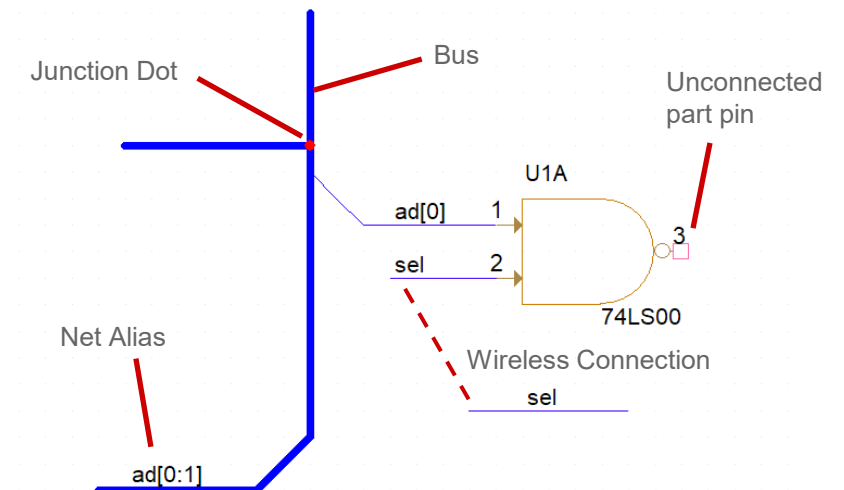 Bus
Junction Dot
Unconnected
part pin
U1A
ad[0]
1
3
sel
2
74LS00
Net Alias
Wireless Connection
sel
ad[0:1]